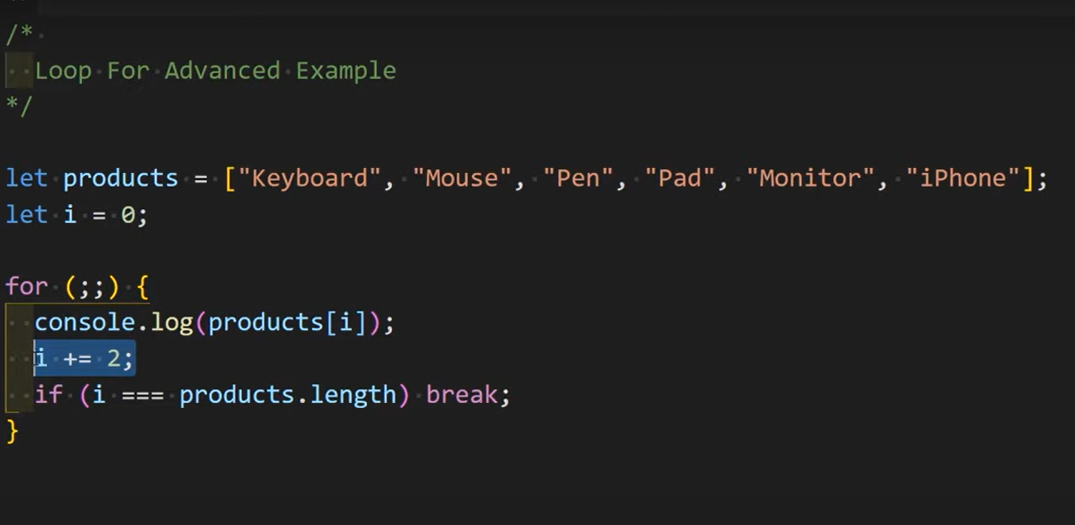 /*
  Loop For Advanced Example
*/
let products = ["Keyboard", "Mouse", "Pen", "Pad", "Monitor", "iPhone"];
let i = 0;
for (;;) {
  console.log(products[i]);
  i += 2;
  if (i === products.length) break;
}